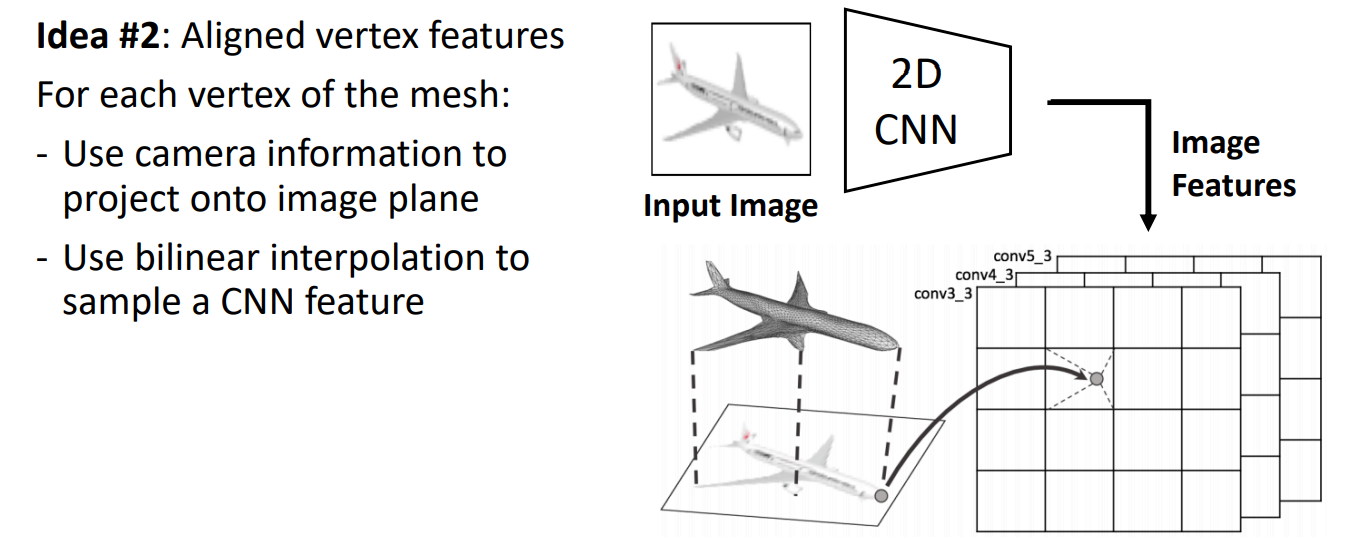 Idea #2: Aligned vertex features
For each vertex of the mesh:
- Use camera information to
project onto image plane
- Use bilinear interpolation to
sample a CNN feature
2D
CNN
Image
Features
Input Image
conv5_3
conv4_3
conv3_3